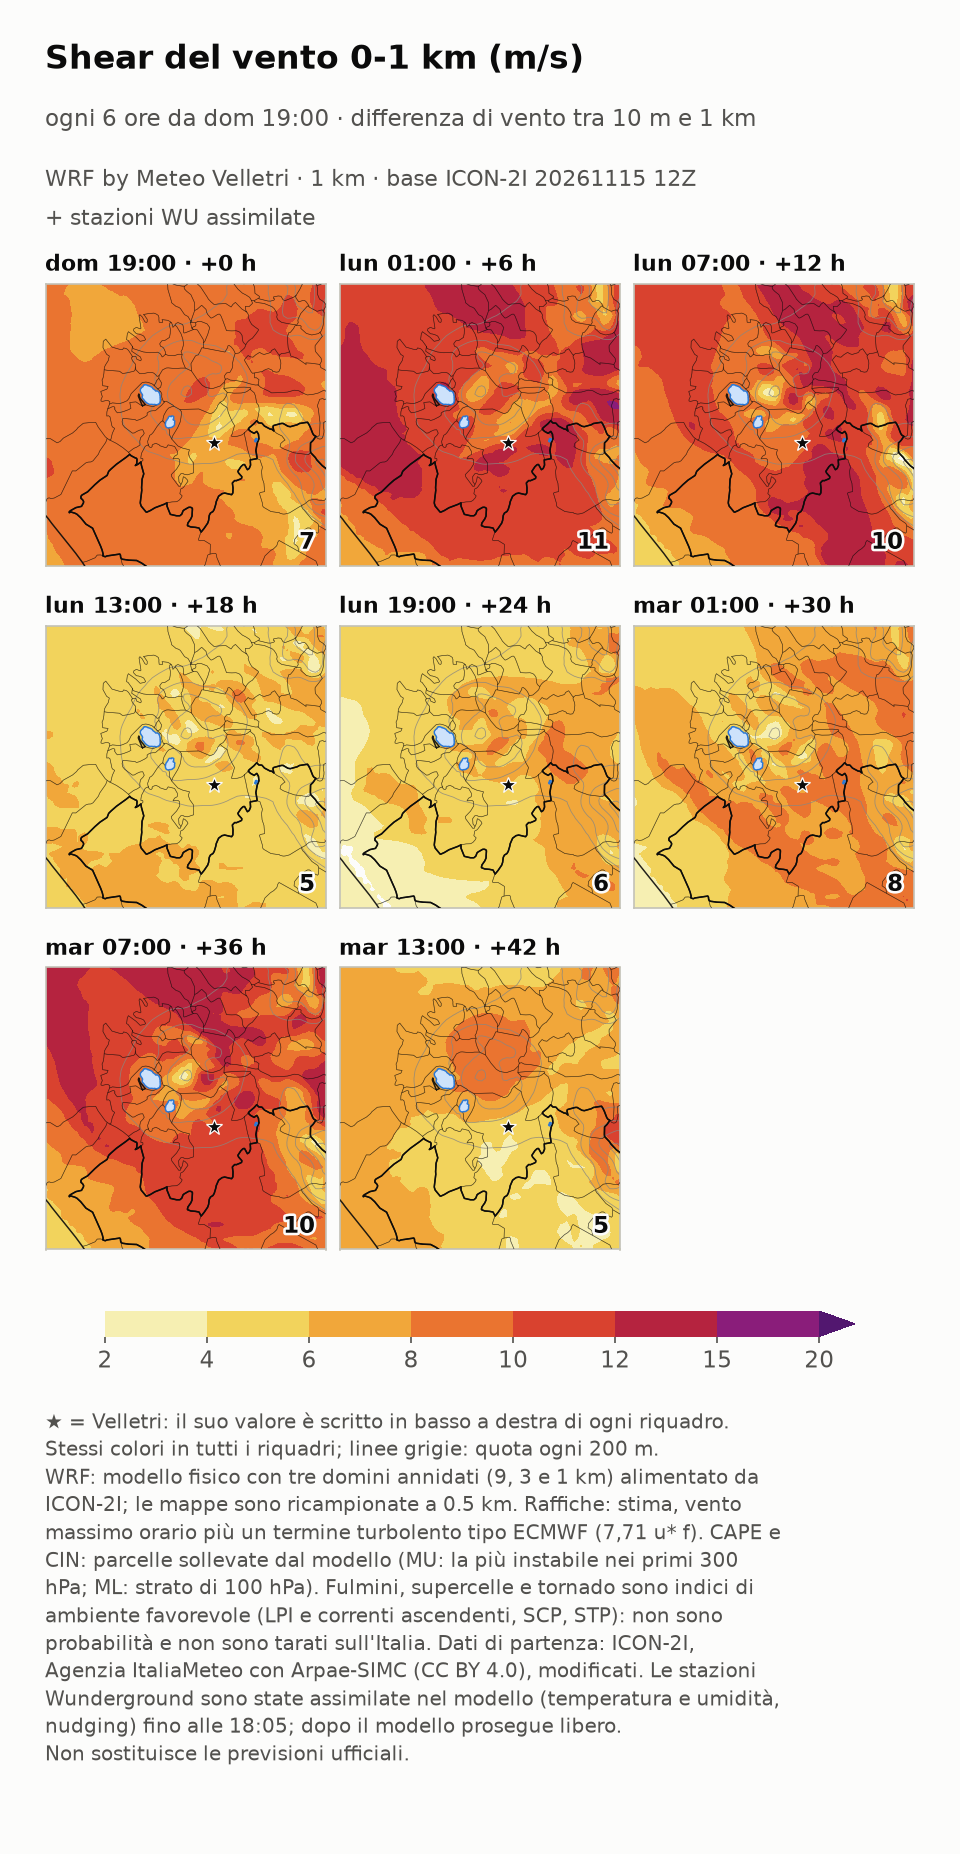 Shear del vento 0-1 km (m/s)
ogni 6 ore da dom 19:00 · differenza di vento tra 10 m e 1 km
WRF by Meteo Velletri · 1 km · base ICON-2I 20261115 12Z
+ stazioni WU assimilate
dom 19:00 · +0 h
lun 01:00 · +6 h
lun 07:00 · +12 h
7
11
10
lun 13:00 · +18 h
lun 19:00 · +24 h
mar 01:00 · +30 h
5
6
8
mar 07:00 · +36 h
mar 13:00 · +42 h
10
5
2 4 6 8 10 12 15 20
★ = Velletri: il suo valore è scritto in basso a destra di ogni riquadro.
Stessi colori in tutti i riquadri; linee grigie: quota ogni 200 m.
WRF: modello fisico con tre domini annidati (9, 3 e 1 km) alimentato da
ICON-2I; le mappe sono ricampionate a 0.5 km. Raffiche: stima, vento
massimo orario più un termine turbolento tipo ECMWF (7,71 u* f). CAPE e
CIN: parcelle sollevate dal modello (MU: la più instabile nei primi 300
hPa; ML: strato di 100 hPa). Fulmini, supercelle e tornado sono indici di
ambiente favorevole (LPI e correnti ascendenti, SCP, STP): non sono
probabilità e non sono tarati sull'Italia. Dati di partenza: ICON-2I,
Agenzia ItaliaMeteo con Arpae-SIMC (CC BY 4.0), modificati. Le stazioni
Wunderground sono state assimilate nel modello (temperatura e umidità,
nudging) fino alle 18:05; dopo il modello prosegue libero.
Non sostituisce le previsioni ufficiali.